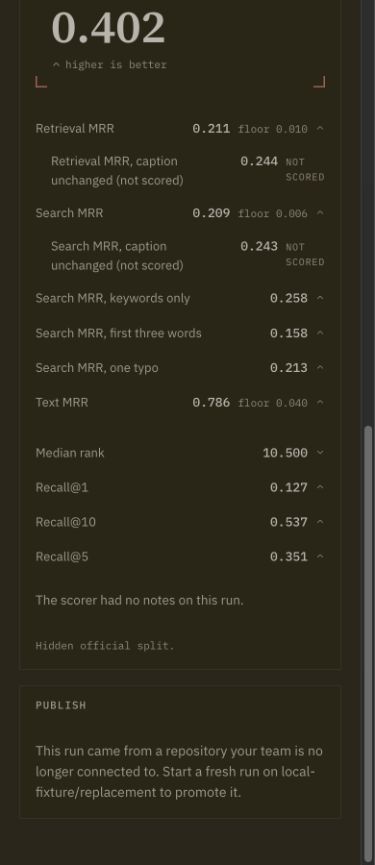 0.402
^ higher is better
Retrieval MRR 0.211 floor 0.010 ^
Retrieval MRR, caption 0.244 NOT
unchanged (not scored) SCORED
Search MRR 0.209 floor 0.006 ^
Search MRR, caption 0.243 NOT
unchanged (not scored) SCORED
Search MRR, keywords only 0.258 ^
Search MRR, first three words 0.158 ^
Search MRR, one typo 0.213 ^
Text MRR 0.786 floor 0.040 ^
Median rank 10.500 ⌄
Recall@1 0.127 ^
Recall@10 0.537 ^
Recall@5 0.351 ^
The scorer had no notes on this run.
Hidden official split.
PUBLISH
This run came from a repository your team is no
longer connected to. Start a fresh run on local-
fixture/replacement to promote it.